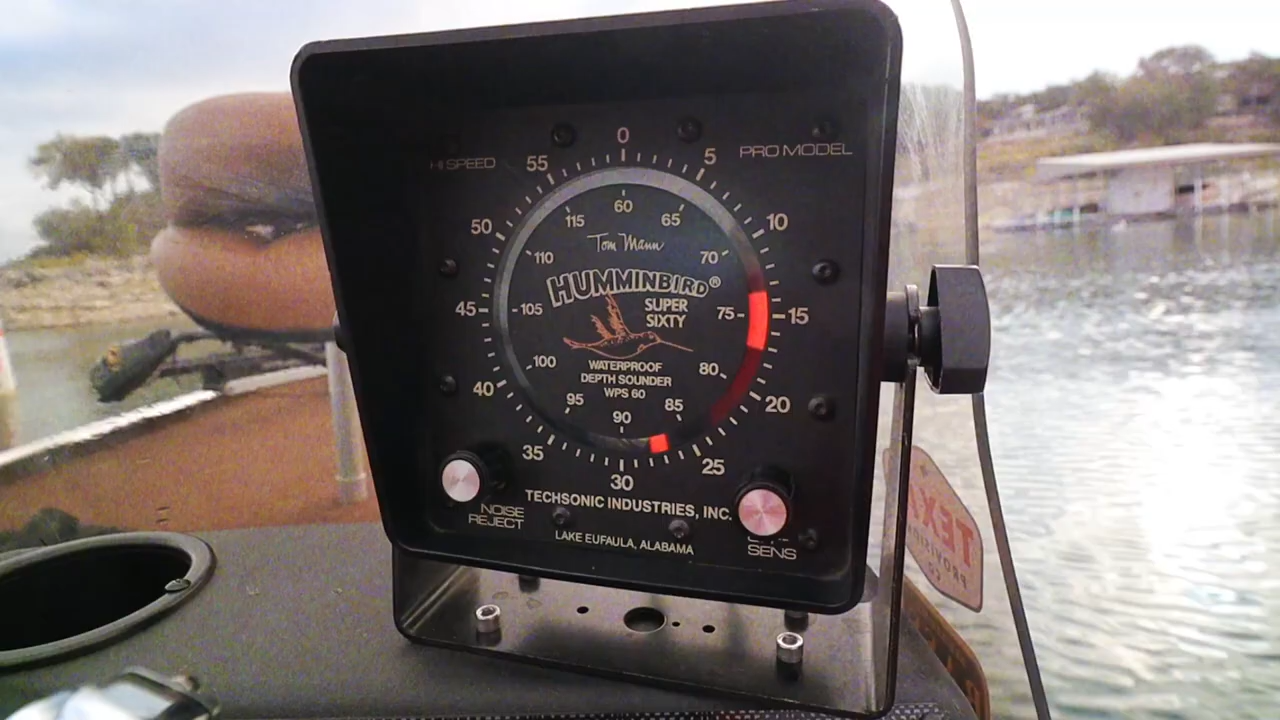 0
HI SPEED 55 5 PRO MODEL
60
115 65
50 10
Tom Mann
110 70
HUMMINBIRD®
45 105 SUPER 75 15
SIXTY
100 WATERPROOF 80
DEPTH SOUNDER
WPS 60
40 95 85 20
90
35 25
30
TECHSONIC INDUSTRIES, INC.
NOISE
REJECT
LAKE EUFAULA, ALABAMA
SENS